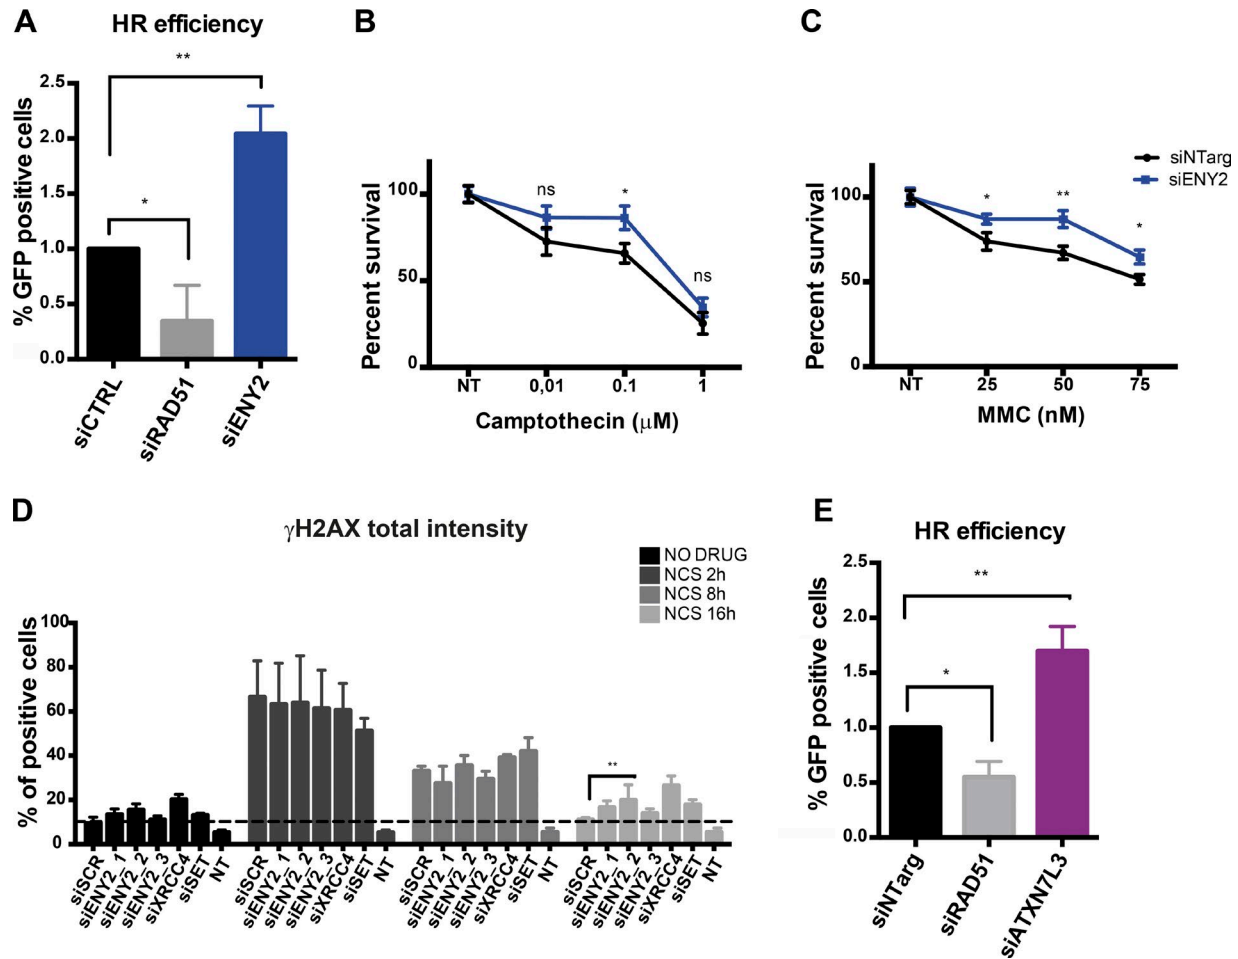 A
HR efficiency
% GFP positive cells
2.5
2.0
1.5
1.0
0.5
0.0
**
*
siCTRL
siRAD51
siENY2
B
Percent survival
100
50
0
ns
*
ns
NT
0,01
0.1
1
Camptothecin (μM)
C
siNTarg
siENY2
Percent survival
100
50
0
*
**
*
NT
25
50
75
MMC (nM)
D
γH2AX total intensity
NO DRUG
NCS 2h
NCS 8h
NCS 16h
% of positive cells
100
80
60
40
20
0
**
siSCR
siENY2_1
siENY2_2
siENY2_3
siXRCC4
siSET
NT
siSCR
siENY2_1
siENY2_2
siENY2_3
siXRCC4
siSET
NT
siSCR
siENY2_1
siENY2_2
siENY2_3
siXRCC4
siSET
NT
siSCR
siENY2_1
siENY2_2
siENY2_3
siXRCC4
siSET
NT
E
HR efficiency
% GFP positive cells
2.5
2.0
1.5
1.0
0.5
0.0
**
*
siNTarg
siRAD51
siATXN7L3